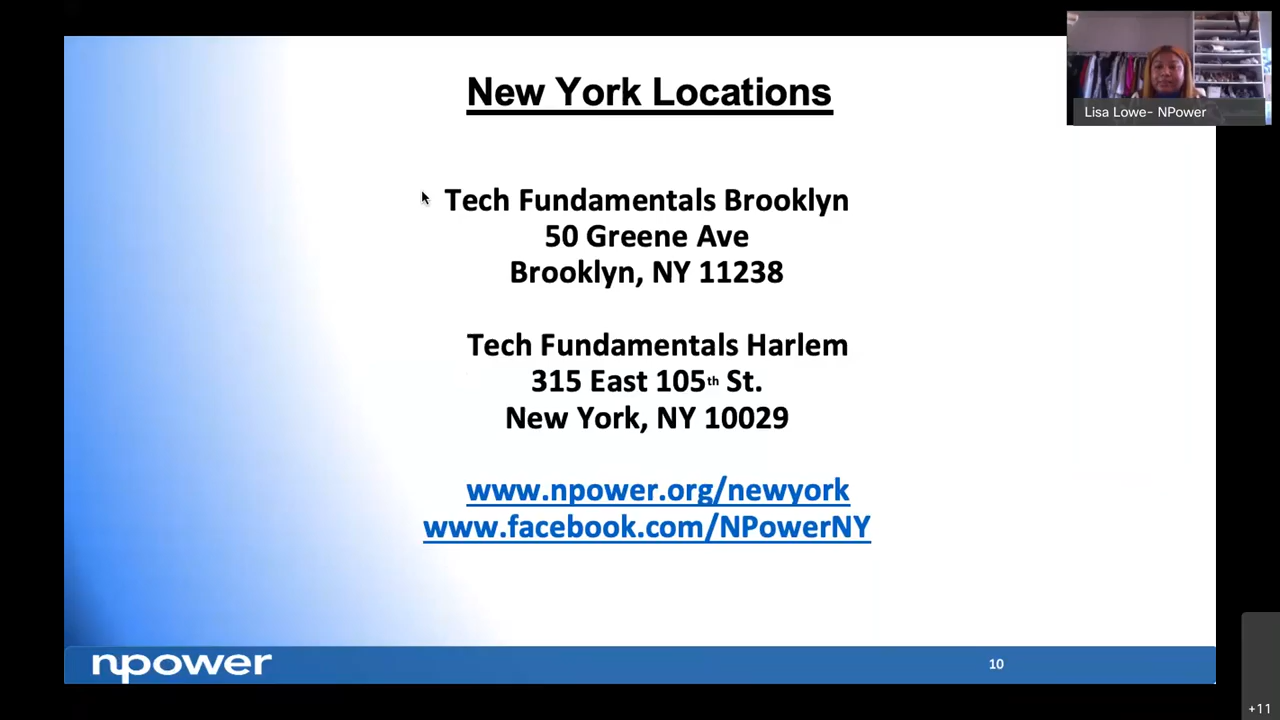 New York Locations
Lisa Lowe- NPower
Tech Fundamentals Brooklyn
50 Greene Ave
Brooklyn, NY 11238
Tech Fundamentals Harlem
315 East 105th St.
New York, NY 10029
www.npower.org/newyork
www.facebook.com/NPowerNY
npower
10
+11